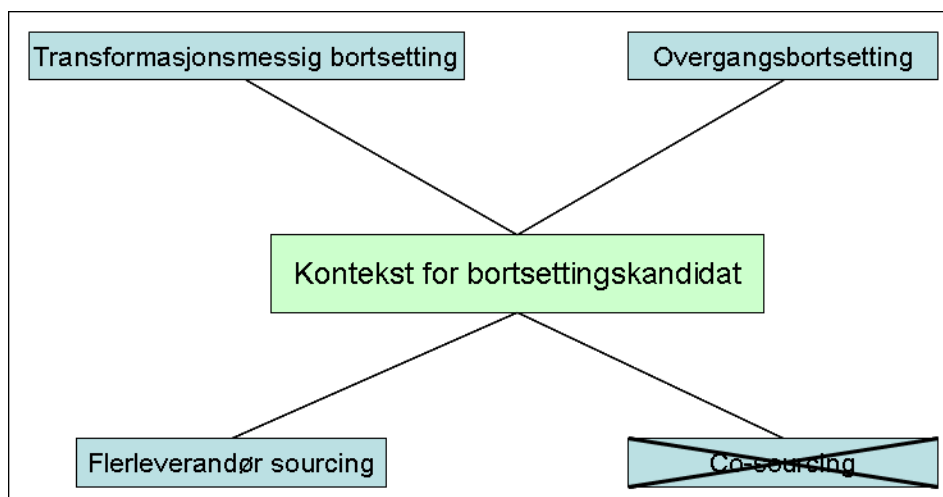 Transformasjonsmessig bortsetting
Overgangsbortsetting
Kontekst for bortsettingskandidat
Flerleverandør sourcing
Co-sourcing